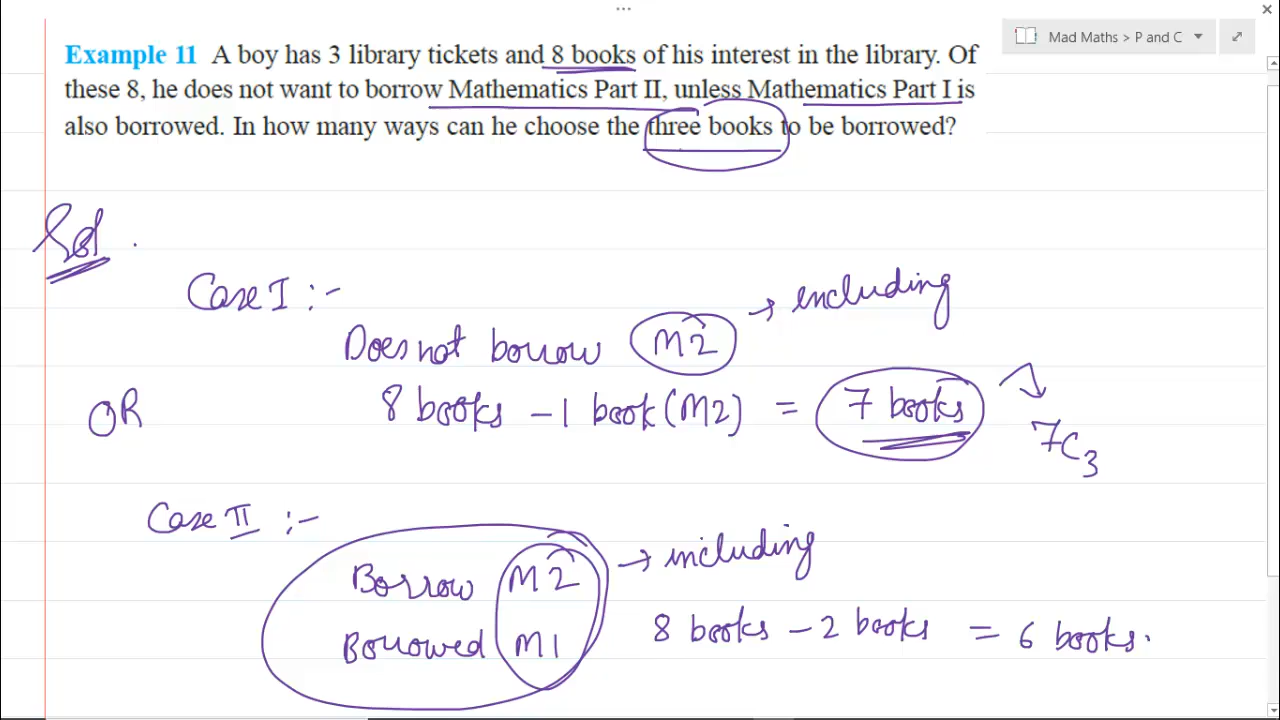 Mad Maths > P and C
Example 11 A boy has 3 library tickets and 8 books of his interest in the library. Of
these 8, he does not want to borrow Mathematics Part II, unless Mathematics Part I is
also borrowed. In how many ways can he choose the three books to be borrowed?
Sol.
Case I :-
→ encluding
Does not borrow M2
8 books - 1 book (M2) = 7 books
OR
7C3
Case II :-
Borrow M2 → including
Borrowed M1
8 books - 2 books = 6 books.